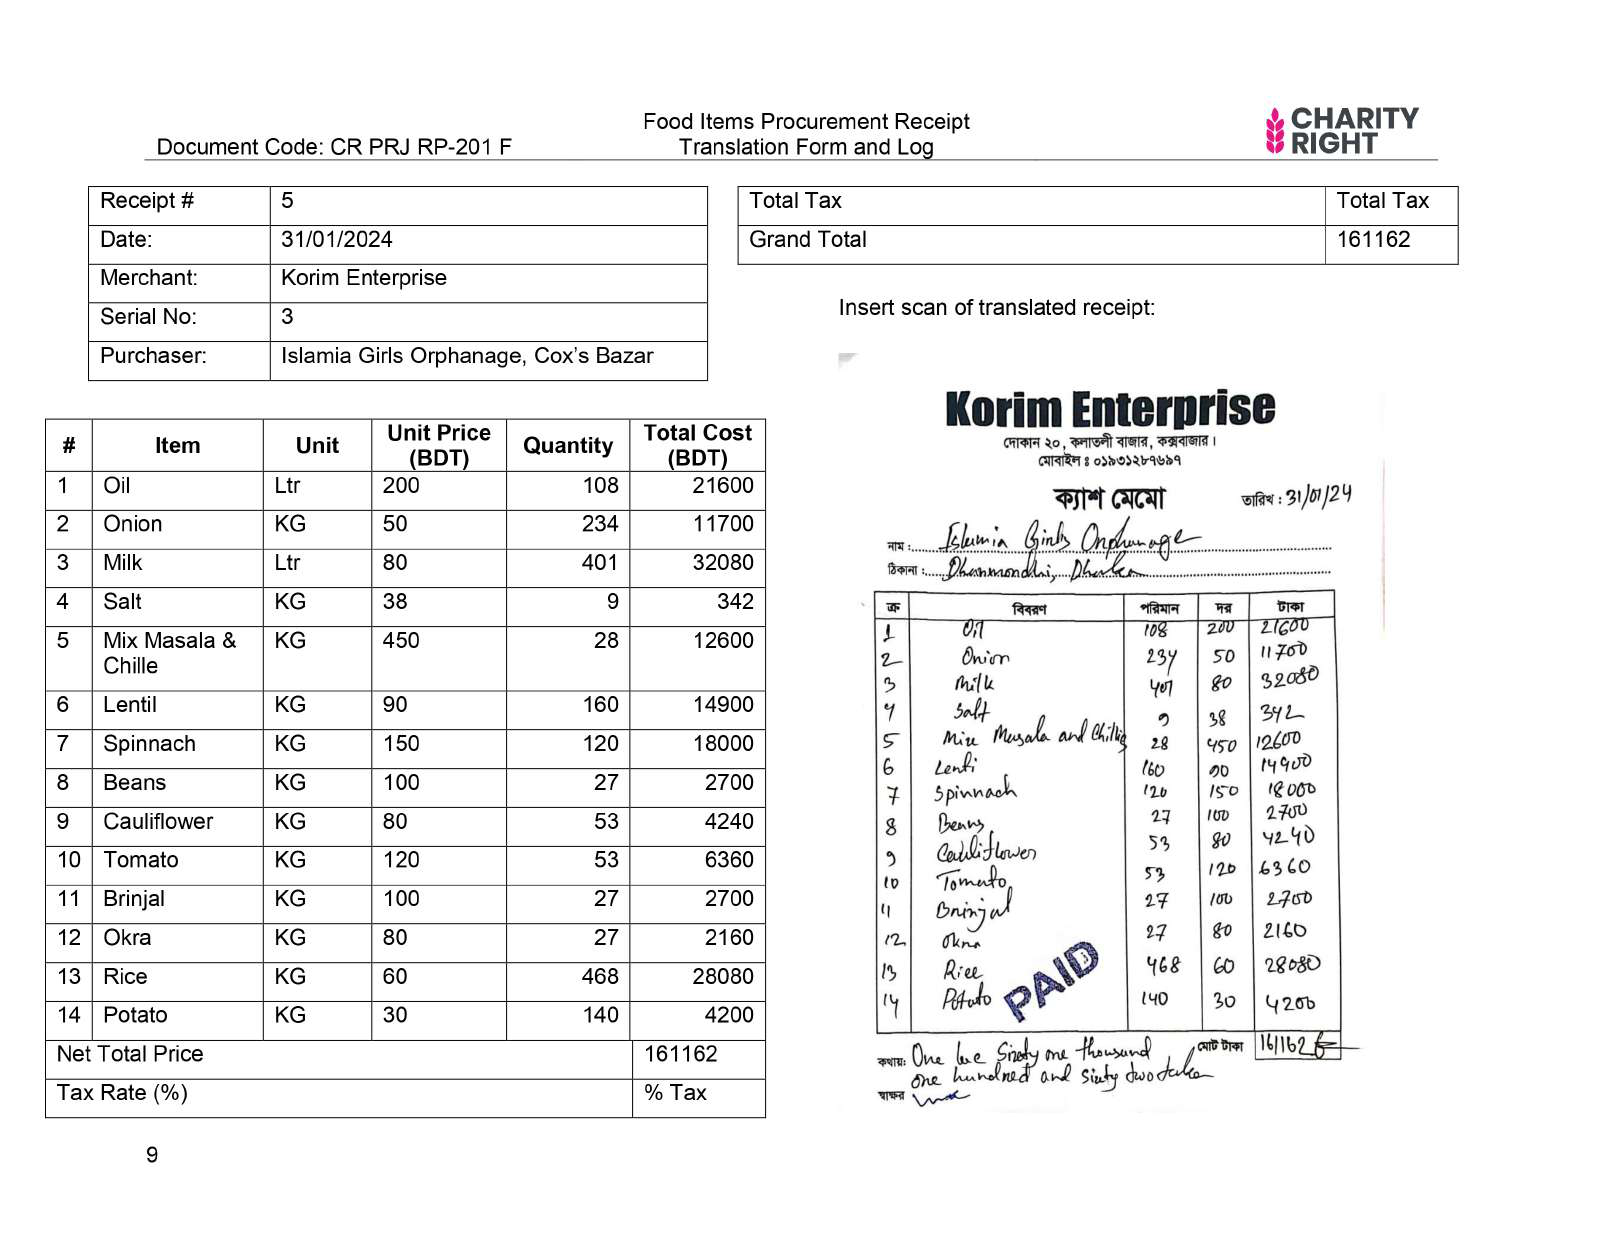 Document Code: CR PRJ RP-201 F
Food Items Procurement Receipt
Translation Form and Log
CHARITY
RIGHT
Receipt # 5
Date: 31/01/2024
Merchant: Korim Enterprise
Serial No: 3
Purchaser: Islamia Girls Orphanage, Cox's Bazar
# Item Unit Unit Price (BDT) Quantity Total Cost (BDT)
1 Oil Ltr 200 108 21600
2 Onion KG 50 234 11700
3 Milk Ltr 80 401 32080
4 Salt KG 38 9 342
5 Mix Masala & Chille KG 450 28 12600
6 Lentil KG 90 160 14900
7 Spinnach KG 150 120 18000
8 Beans KG 100 27 2700
9 Cauliflower KG 80 53 4240
10 Tomato KG 120 53 6360
11 Brinjal KG 100 27 2700
12 Okra KG 80 27 2160
13 Rice KG 60 468 28080
14 Potato KG 30 140 4200
Net Total Price 161162
Tax Rate (%) % Tax
9
Total Tax Total Tax
Grand Total 161162
Insert scan of translated receipt:
Korim Enterprise
দোকান ২০, কলাতলী বাজার, কক্সবাজার।
মোবাইল : ০১৯৩১২৮৭৬৯৭
ক্যাশ মেমো
তারিখ : 31/01/24
নাম : Islamia Girls Orphanage
ঠিকানা : Dhanmondhi, Dhaka
ক্র বিবরণ পরিমান দর টাকা
1 Oil 108 200 21600
2 Onion 234 50 11700
3 Milk 401 80 32080
4 Salt 9 38 342
5 Mix Masala and Chillie 28 450 12600
6 Lenti 160 90 14900
7 Spinnach 120 150 18000
8 Beans 27 100 2700
9 Cauliflower 53 80 4240
10 Tomato 53 120 6360
11 Brinjal 27 100 2700
12 Okra 27 80 2160
13 Rice 468 60 28080
14 Potato 140 30 4200
PAID
মোট টাকা 161162
কথায়: One lac Sixty one thousand
one hundred and sixty two taka
স্বাক্ষর